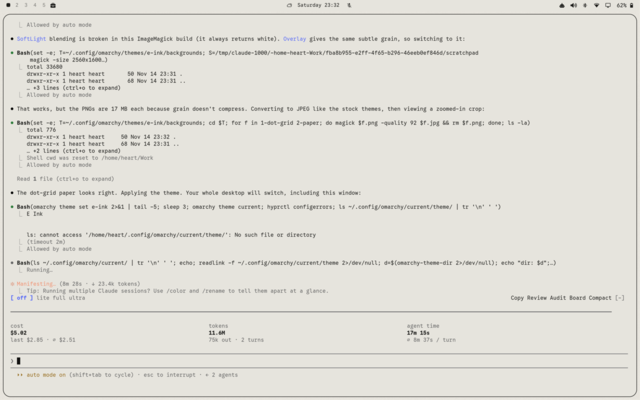 1 2 3 4 5
Saturday 23:32
62%
Allowed by auto mode
SoftLight blending is broken in this ImageMagick build (it always returns white). Overlay gives the same subtle grain, so switching to it:
Bash(set -e; T=~/.config/omarchy/themes/e-ink/backgrounds; S=/tmp/claude-1000/-home-heart-Work/fba8b955-e2ff-4f65-b296-46eeb0ef846d/scratchpad
magick -size 2560x1600…)
total 33680
drwxr-xr-x 1 heart heart 50 Nov 14 23:31 .
drwxr-xr-x 1 heart heart 68 Nov 14 23:31 ..
… +3 lines (ctrl+o to expand)
Allowed by auto mode
That works, but the PNGs are 17 MB each because grain doesn't compress. Converting to JPEG like the stock themes, then viewing a zoomed-in crop:
Bash(set -e; T=~/.config/omarchy/themes/e-ink/backgrounds; cd $T; for f in 1-dot-grid 2-paper; do magick $f.png -quality 92 $f.jpg && rm $f.png; done; ls -la)
total 776
drwxr-xr-x 1 heart heart 50 Nov 14 23:32 .
drwxr-xr-x 1 heart heart 68 Nov 14 23:31 ..
… +2 lines (ctrl+o to expand)
Shell cwd was reset to /home/heart/Work
Allowed by auto mode
Read 1 file (ctrl+o to expand)
The dot-grid paper looks right. Applying the theme. Your whole desktop will switch, including this window:
Bash(omarchy theme set e-ink 2>&1 | tail -5; sleep 3; omarchy theme current; hyprctl configerrors; ls ~/.config/omarchy/current/theme/ | tr '\n' ' ')
E Ink
ls: cannot access '/home/heart/.config/omarchy/current/theme/': No such file or directory
(timeout 2m)
Allowed by auto mode
Bash(ls ~/.config/omarchy/current/ | tr '\n' ' '; echo; readlink -f ~/.config/omarchy/current/theme 2>/dev/null; d=$(omarchy-theme-dir 2>/dev/null); echo "dir: $d";…)
Running…
Manifesting… (8m 28s · ↓ 23.4k tokens)
Tip: Running multiple Claude sessions? Use /color and /rename to tell them apart at a glance.
[ off ] lite full ultra
Copy Review Audit Board Compact [-]
cost tokens agent time
$5.02 11.6M 17m 15s
75k out · 2 turns
❯
auto mode on (shift+tab to cycle) · esc to interrupt · 2 agents